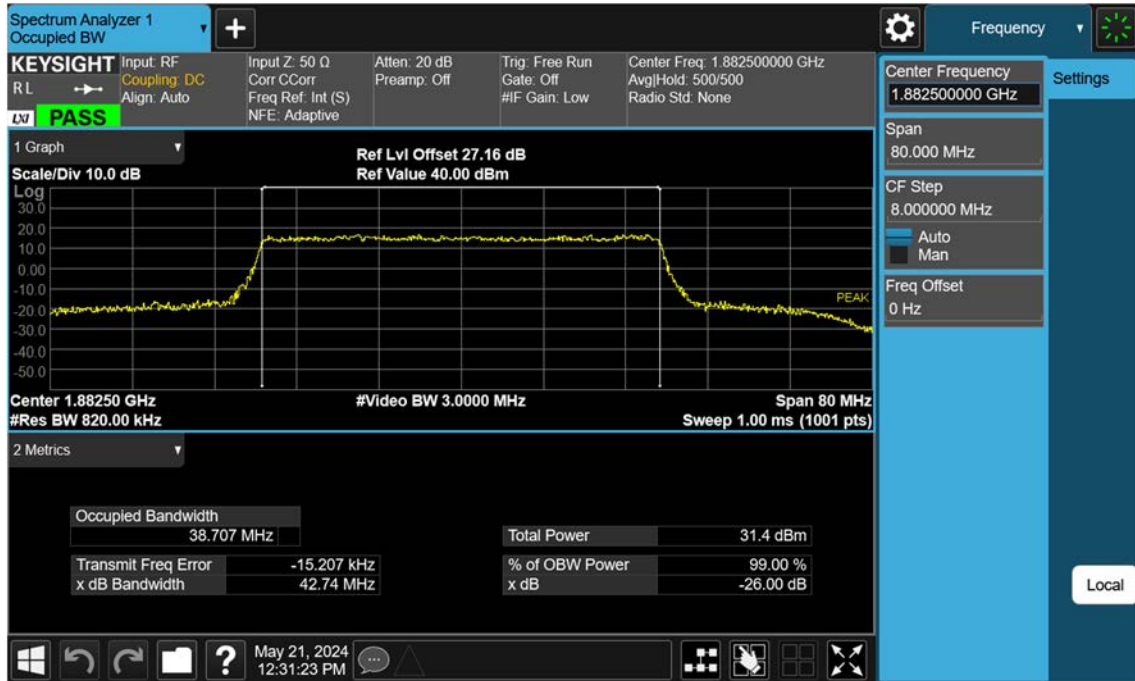 Spectrum Analyzer 1
Occupied BW
Frequency
KEYSIGHT
R L
LXI
PASS
Input: RF
Coupling: DC
Align: Auto
Input Z: 50 Ω
Corr CCorr
Freq Ref: Int (S)
NFE: Adaptive
Atten: 20 dB
Preamp: Off
Trig: Free Run
Gate: Off
#IF Gain: Low
Center Freq: 1.882500000 GHz
Avg|Hold: 500/500
Radio Std: None
Center Frequency
1.882500000 GHz
Settings
Span
80.000 MHz
CF Step
8.000000 MHz
Auto
Man
Freq Offset
0 Hz
Local
1 Graph
Scale/Div 10.0 dB
Ref Lvl Offset 27.16 dB
Ref Value 40.00 dBm
Log
30.0
20.0
10.0
0.00
-10.0
-20.0
-30.0
-40.0
-50.0
PEAK
Center 1.88250 GHz
#Video BW 3.0000 MHz
Span 80 MHz
#Res BW 820.00 kHz
Sweep 1.00 ms (1001 pts)
2 Metrics
Occupied Bandwidth
38.707 MHz
Total Power 31.4 dBm
Transmit Freq Error -15.207 kHz
% of OBW Power 99.00 %
x dB Bandwidth 42.74 MHz
x dB -26.00 dB
?
May 21, 2024
12:31:23 PM